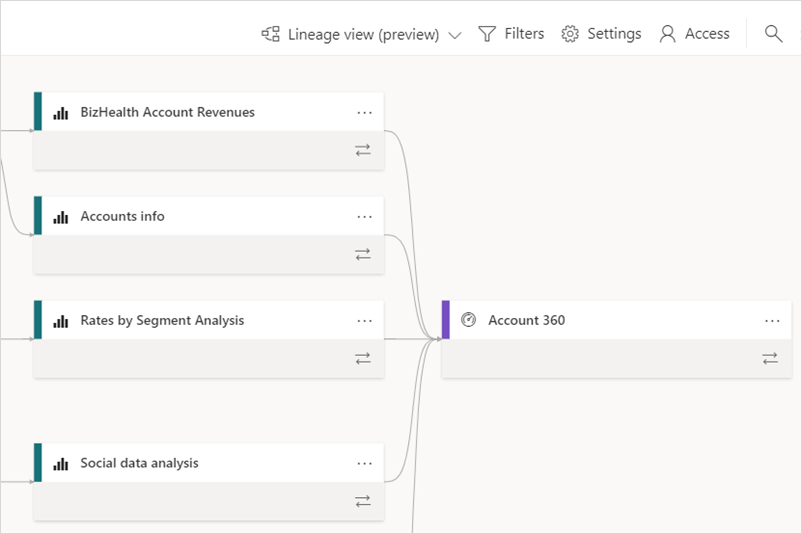 Lineage view (preview) Filters Settings Access
BizHealth Account Revenues
Accounts info
Rates by Segment Analysis
Account 360
Social data analysis